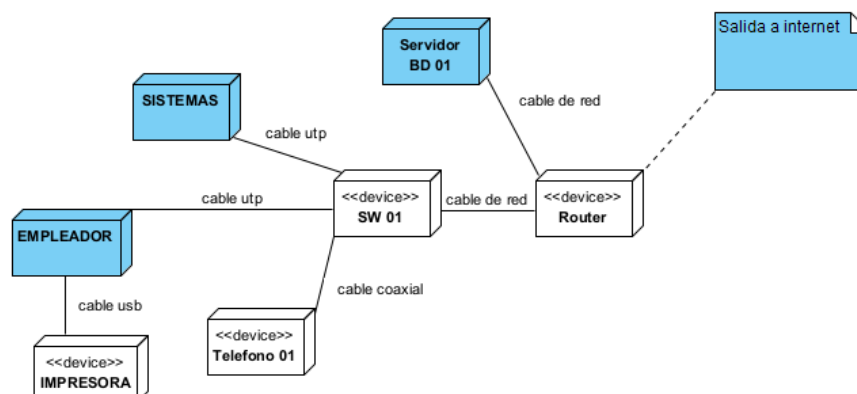 Salida a internet
Servidor
BD 01
SISTEMAS
cable de red
cable utp
<<device>>
SW 01
cable de red
<<device>>
Router
cable utp
EMPLEADOR
cable coaxial
cable usb
<<device>>
Telefono 01
<<device>>
IMPRESORA